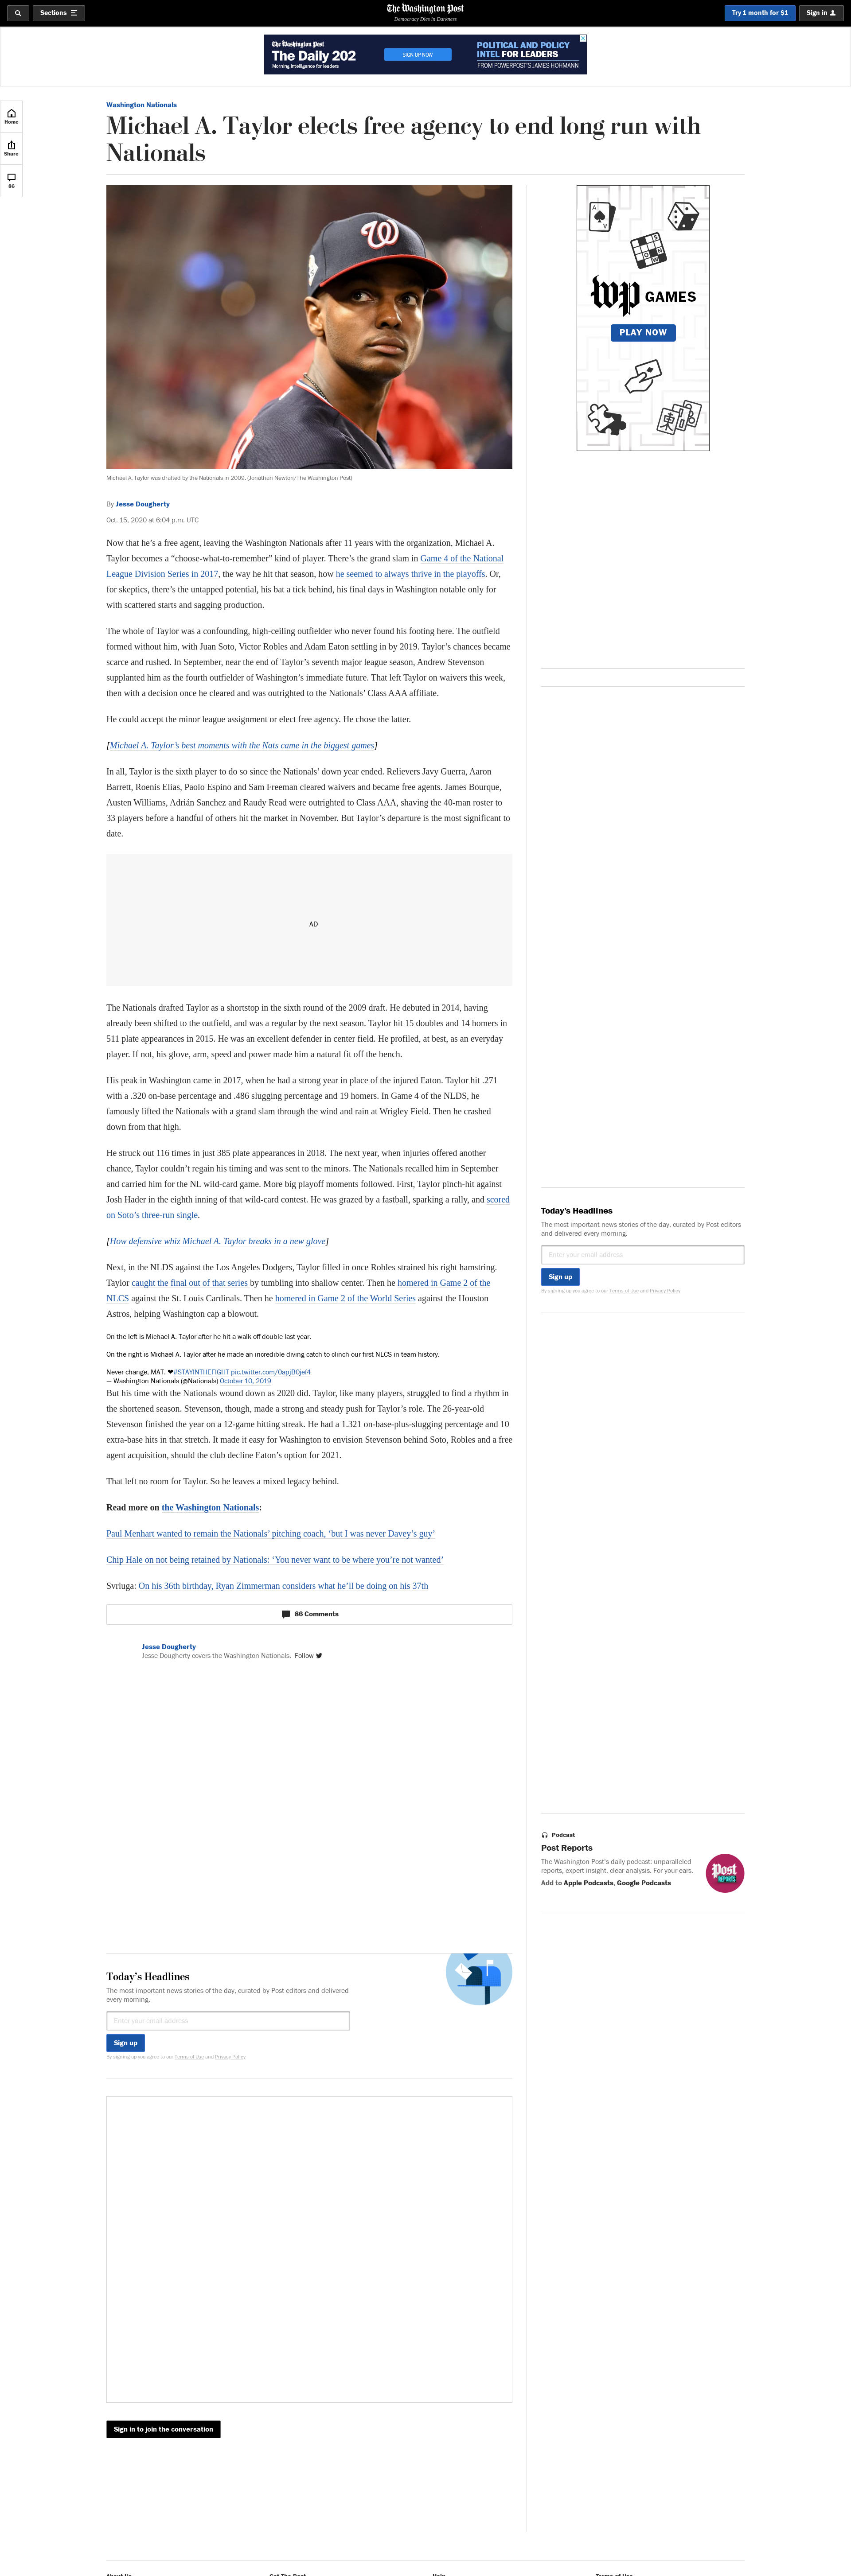 Sections
The Washington Post
Democracy Dies in Darkness
Try 1 month for $1
Sign in
The Washington Post
The Daily 202
Morning intelligence for leaders
SIGN UP NOW
POLITICAL AND POLICY
INTEL FOR LEADERS
FROM POWERPOST'S JAMES HOHMANN
Home
Share
86
Washington Nationals
Michael A. Taylor elects free agency to end long run with
Nationals
Michael A. Taylor was drafted by the Nationals in 2009. (Jonathan Newton/The Washington Post)
By Jesse Dougherty
Oct. 15, 2020 at 6:04 p.m. UTC
Now that he’s a free agent, leaving the Washington Nationals after 11 years with the organization, Michael A.
Taylor becomes a “choose-what-to-remember” kind of player. There’s the grand slam in Game 4 of the National
League Division Series in 2017, the way he hit that season, how he seemed to always thrive in the playoffs. Or,
for skeptics, there’s the untapped potential, his bat a tick behind, his final days in Washington notable only for
with scattered starts and sagging production.
The whole of Taylor was a confounding, high-ceiling outfielder who never found his footing here. The outfield
formed without him, with Juan Soto, Victor Robles and Adam Eaton settling in by 2019. Taylor’s chances became
scarce and rushed. In September, near the end of Taylor’s seventh major league season, Andrew Stevenson
supplanted him as the fourth outfielder of Washington’s immediate future. That left Taylor on waivers this week,
then with a decision once he cleared and was outrighted to the Nationals’ Class AAA affiliate.
He could accept the minor league assignment or elect free agency. He chose the latter.
[Michael A. Taylor’s best moments with the Nats came in the biggest games]
In all, Taylor is the sixth player to do so since the Nationals’ down year ended. Relievers Javy Guerra, Aaron
Barrett, Roenis Elías, Paolo Espino and Sam Freeman cleared waivers and became free agents. James Bourque,
Austen Williams, Adrián Sanchez and Raudy Read were outrighted to Class AAA, shaving the 40-man roster to
33 players before a handful of others hit the market in November. But Taylor’s departure is the most significant to
date.
AD
The Nationals drafted Taylor as a shortstop in the sixth round of the 2009 draft. He debuted in 2014, having
already been shifted to the outfield, and was a regular by the next season. Taylor hit 15 doubles and 14 homers in
511 plate appearances in 2015. He was an excellent defender in center field. He profiled, at best, as an everyday
player. If not, his glove, arm, speed and power made him a natural fit off the bench.
His peak in Washington came in 2017, when he had a strong year in place of the injured Eaton. Taylor hit .271
with a .320 on-base percentage and .486 slugging percentage and 19 homers. In Game 4 of the NLDS, he
famously lifted the Nationals with a grand slam through the wind and rain at Wrigley Field. Then he crashed
down from that high.
He struck out 116 times in just 385 plate appearances in 2018. The next year, when injuries offered another
chance, Taylor couldn’t regain his timing and was sent to the minors. The Nationals recalled him in September
and carried him for the NL wild-card game. More big playoff moments followed. First, Taylor pinch-hit against
Josh Hader in the eighth inning of that wild-card contest. He was grazed by a fastball, sparking a rally, and scored
on Soto’s three-run single.
[How defensive whiz Michael A. Taylor breaks in a new glove]
Next, in the NLDS against the Los Angeles Dodgers, Taylor filled in once Robles strained his right hamstring.
Taylor caught the final out of that series by tumbling into shallow center. Then he homered in Game 2 of the
NLCS against the St. Louis Cardinals. Then he homered in Game 2 of the World Series against the Houston
Astros, helping Washington cap a blowout.
On the left is Michael A. Taylor after he hit a walk-off double last year.
On the right is Michael A. Taylor after he made an incredible diving catch to clinch our first NLCS in team history.
Never change, MAT. ❤#STAYINTHEFIGHT pic.twitter.com/0apjB0jef4
— Washington Nationals (@Nationals) October 10, 2019
But his time with the Nationals wound down as 2020 did. Taylor, like many players, struggled to find a rhythm in
the shortened season. Stevenson, though, made a strong and steady push for Taylor’s role. The 26-year-old
Stevenson finished the year on a 12-game hitting streak. He had a 1.321 on-base-plus-slugging percentage and 10
extra-base hits in that stretch. It made it easy for Washington to envision Stevenson behind Soto, Robles and a free
agent acquisition, should the club decline Eaton’s option for 2021.
That left no room for Taylor. So he leaves a mixed legacy behind.
Read more on the Washington Nationals:
Paul Menhart wanted to remain the Nationals’ pitching coach, ‘but I was never Davey’s guy’
Chip Hale on not being retained by Nationals: ‘You never want to be where you’re not wanted’
Svrluga: On his 36th birthday, Ryan Zimmerman considers what he’ll be doing on his 37th
86 Comments
Jesse Dougherty
Jesse Dougherty covers the Washington Nationals. Follow
Today’s Headlines
The most important news stories of the day, curated by Post editors and delivered
every morning.
Enter your email address
Sign up
By signing up you agree to our Terms of Use and Privacy Policy
Sign in to join the conversation
wp GAMES
PLAY NOW
Today’s Headlines
The most important news stories of the day, curated by Post editors
and delivered every morning.
Enter your email address
Sign up
By signing up you agree to our Terms of Use and Privacy Policy
Podcast
Post Reports
The Washington Post’s daily podcast: unparalleled
reports, expert insight, clear analysis. For your ears.
Add to Apple Podcasts, Google Podcasts
Post
REPORTS